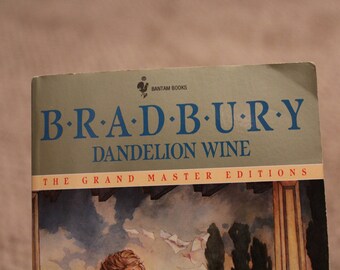 BANTAM BOOKS
B·R·A·D·B·U·R·Y
DANDELION WINE
THE GRAND MASTER EDITIONS